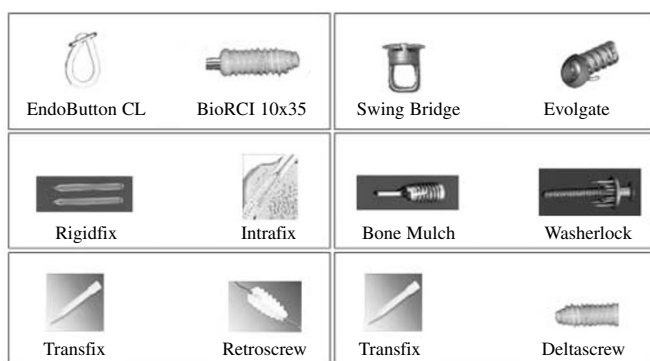 EndoButton CL BioRCI 10x35 Swing Bridge Evolgate
Rigidfix Intrafix Bone Mulch Washerlock
Transfix Retroscrew Transfix Deltascrew